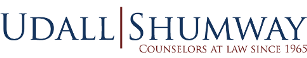 UDALL SHUMWAY
COUNSELORS AT LAW SINCE 1965